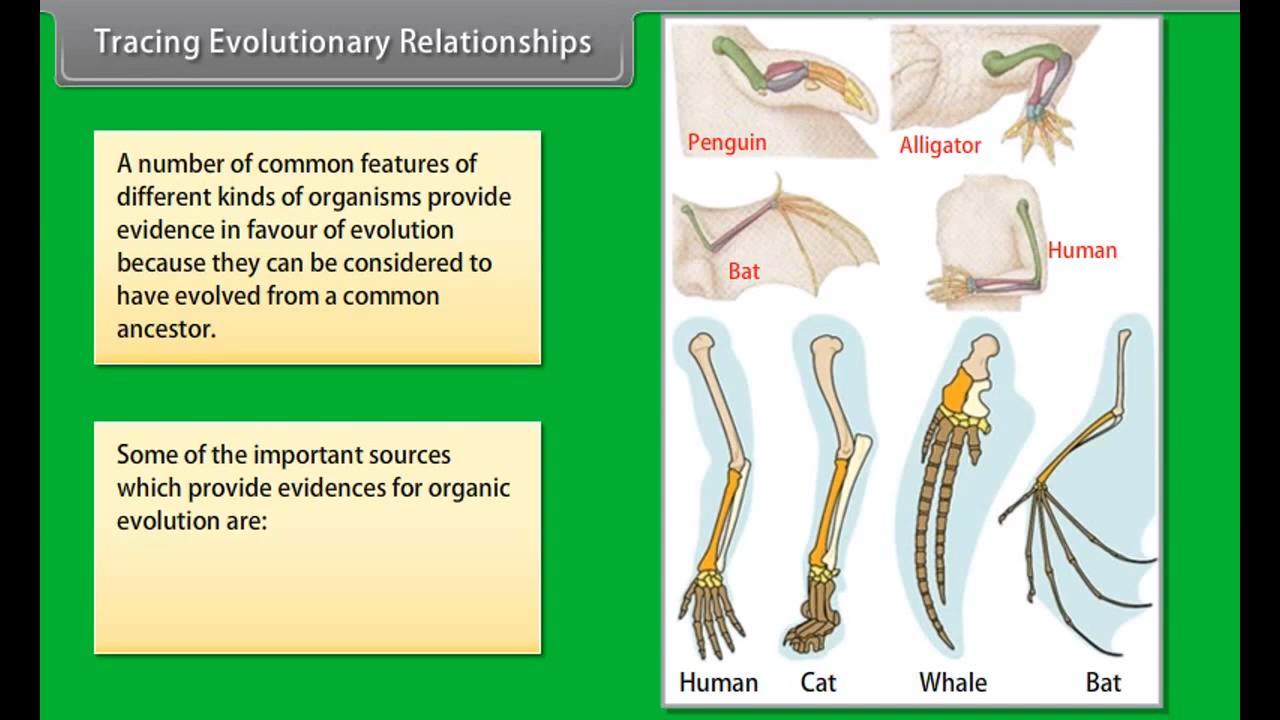 Tracing Evolutionary Relationships
A number of common features of
different kinds of organisms provide
evidence in favour of evolution
because they can be considered to
have evolved from a common
ancestor.
Some of the important sources
which provide evidences for organic
evolution are:
Penguin
Alligator
Bat
Human
Human
Cat
Whale
Bat